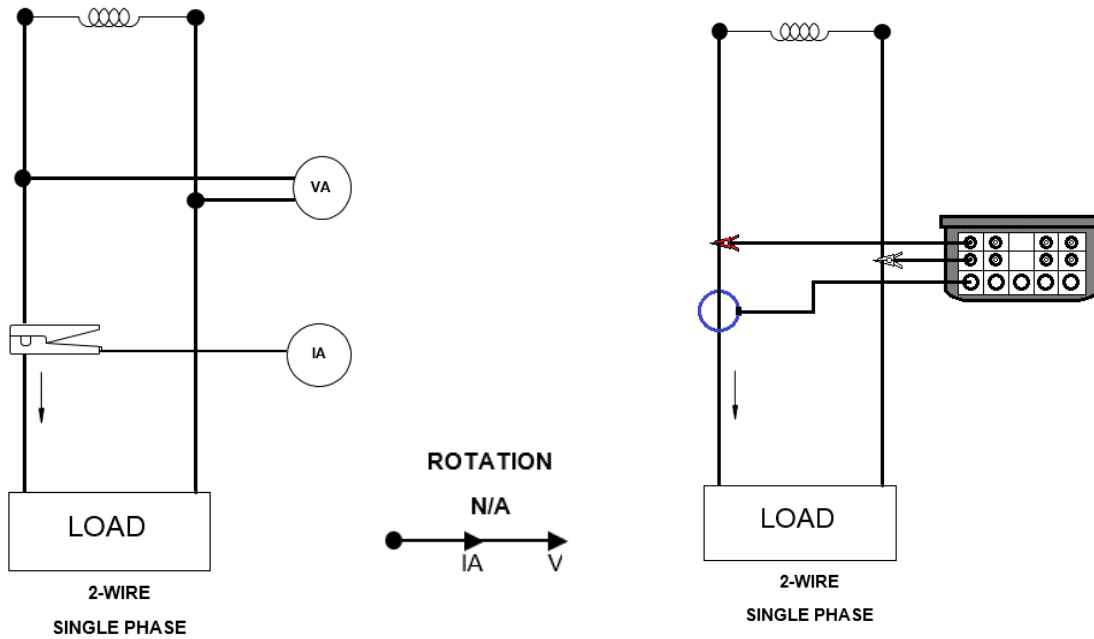 VA
IA
LOAD
2-WIRE
SINGLE PHASE
ROTATION
N/A
IA V
LOAD
2-WIRE
SINGLE PHASE